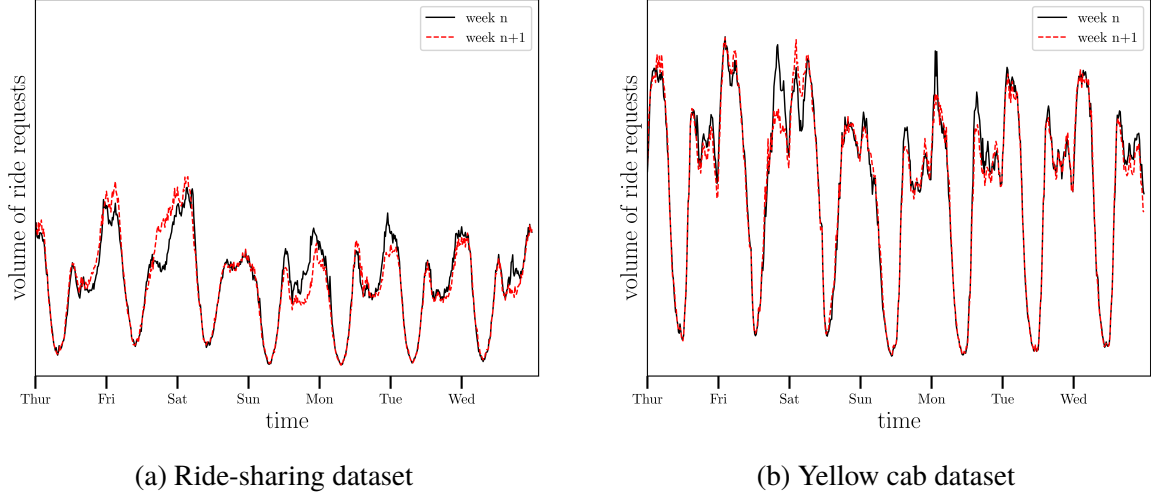 week n
week n+1
volume of ride requests
Thur Fri Sat Sun Mon Tue Wed
time
(a) Ride-sharing dataset
week n
week n+1
volume of ride requests
Thur Fri Sat Sun Mon Tue Wed
time
(b) Yellow cab dataset